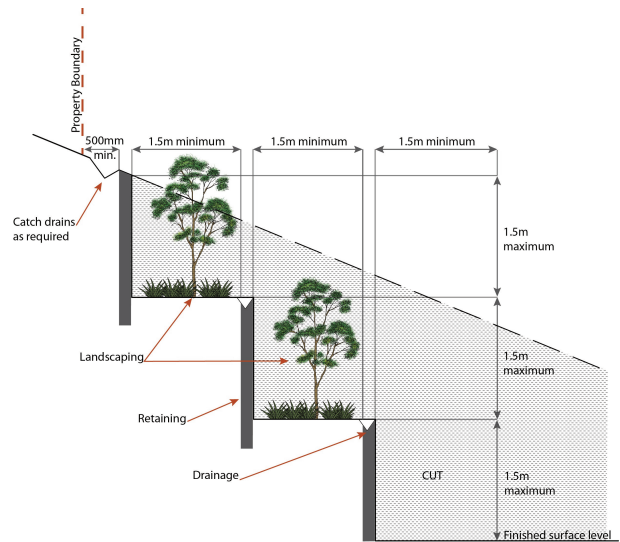 Property Boundary
500mm
min.
1.5m minimum
1.5m minimum
1.5m minimum
Catch drains
as required
1.5m
maximum
Landscaping
1.5m
maximum
Retaining
Drainage
CUT
1.5m
maximum
Finished surface level